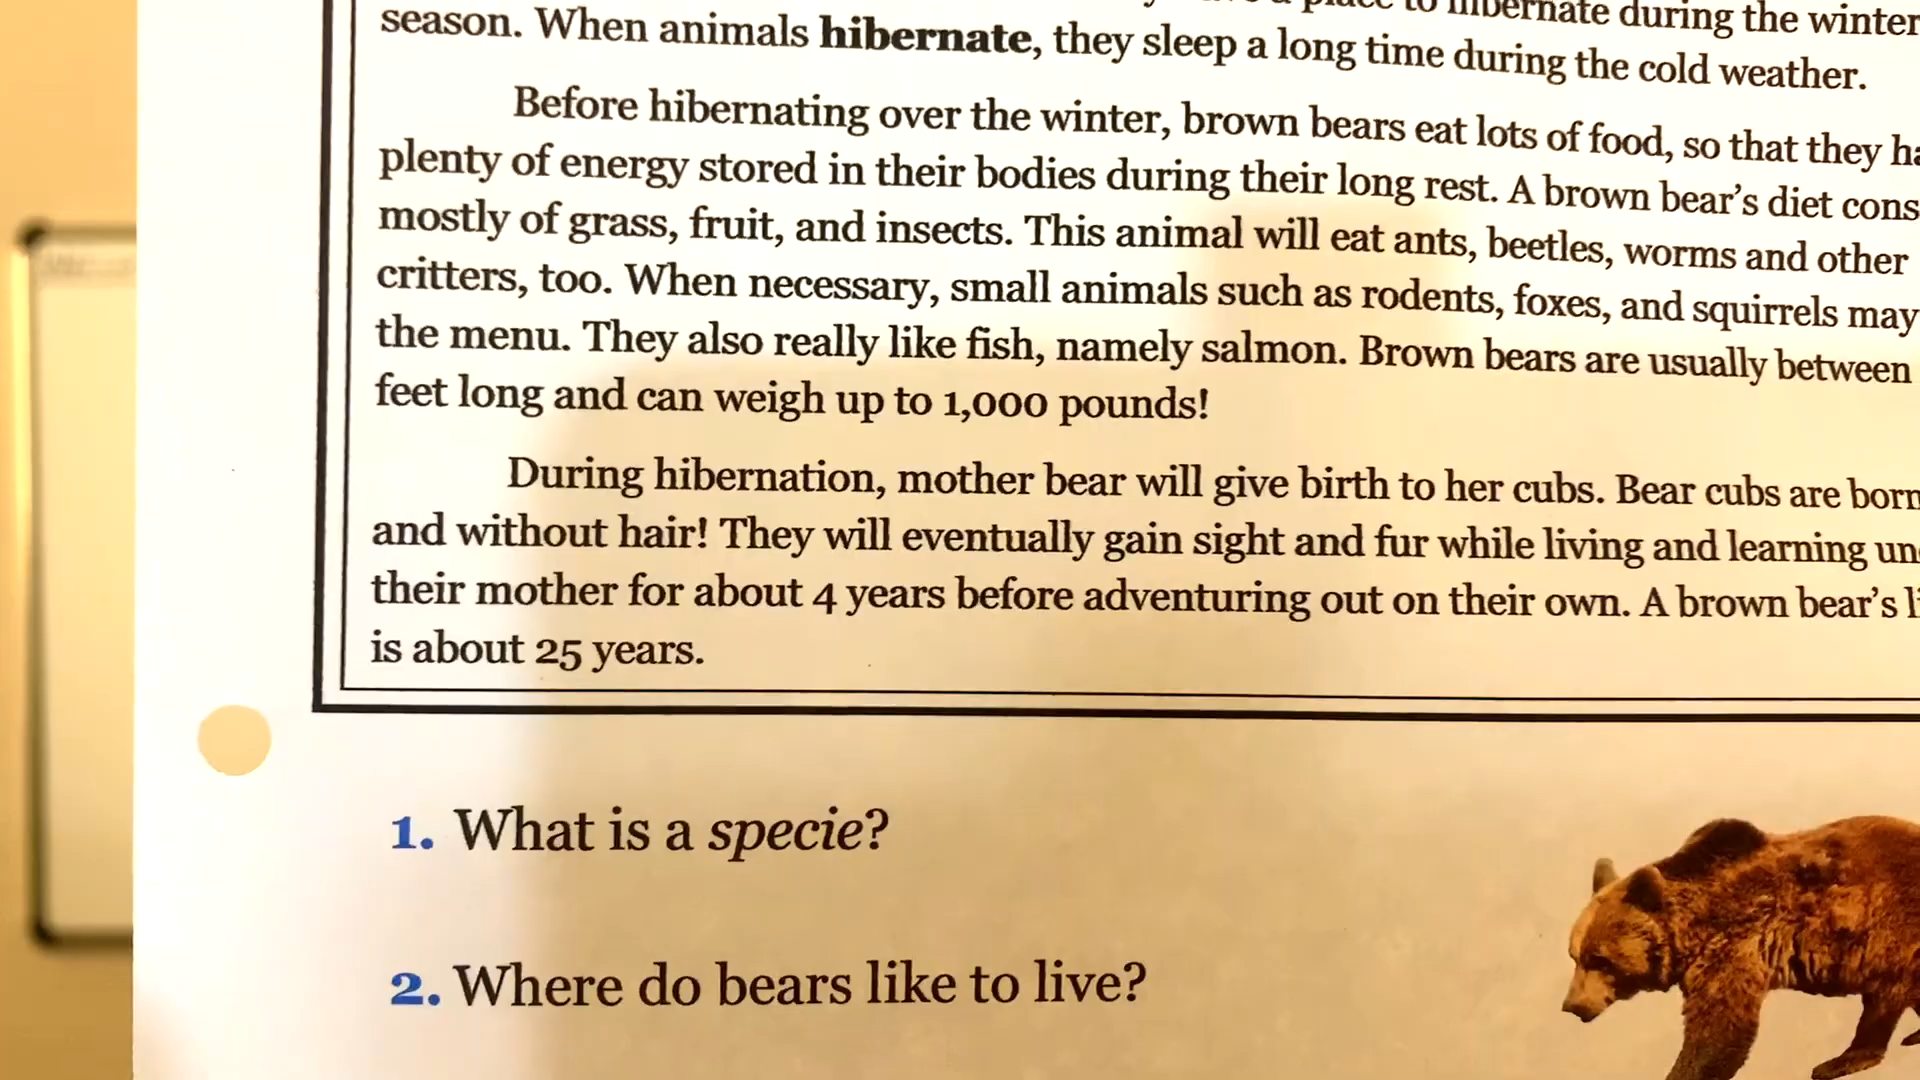 to hibernate during the winter
season. When animals hibernate, they sleep a long time during the cold weather.
Before hibernating over the winter, brown bears eat lots of food, so that they
plenty of energy stored in their bodies during their long rest. A brown bear's diet
mostly of grass, fruit, and insects. This animal will eat ants, beetles, worms and other
critters, too. When necessary, small animals such as rodents, foxes, and squirrels may
the menu. They also really like fish, namely salmon. Brown bears are usually between
feet long and can weigh up to 1,000 pounds!
During hibernation, mother bear will give birth to her cubs. Bear cubs are born
and without hair! They will eventually gain sight and fur while living and learning
their mother for about 4 years before adventuring out on their own. A brown bear's
is about 25 years.
1. What is a specie?
2. Where do bears like to live?